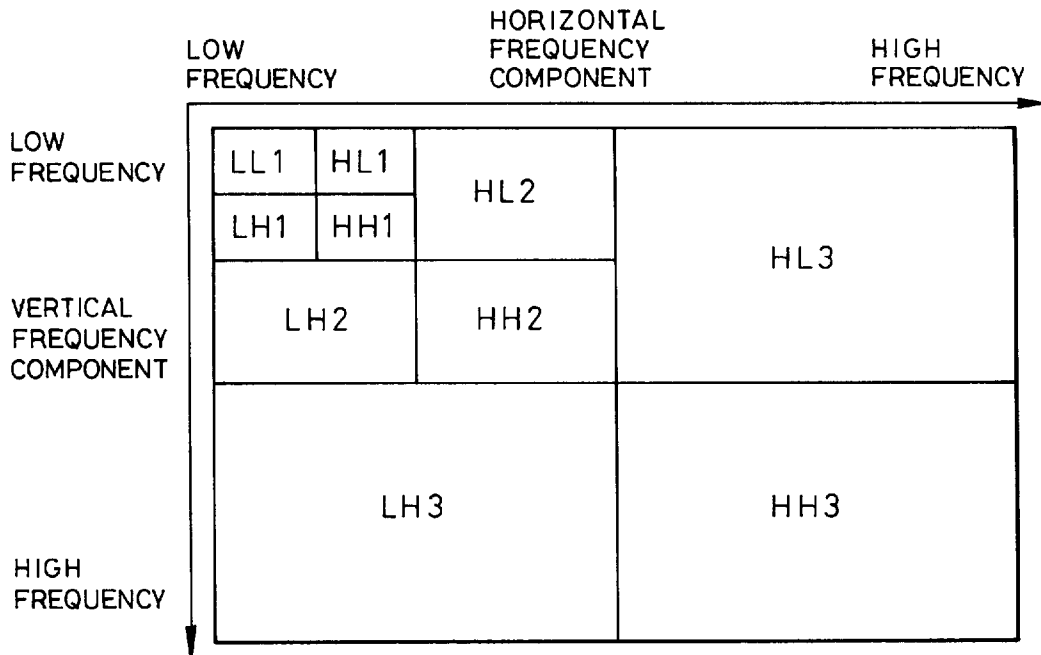 LOW
FREQUENCY
HORIZONTAL
FREQUENCY
COMPONENT
HIGH
FREQUENCY
LOW
FREQUENCY
VERTICAL
FREQUENCY
COMPONENT
HIGH
FREQUENCY
LL1 HL1
LH1 HH1
HL2
HL3
LH2 HH2
LH3 HH3